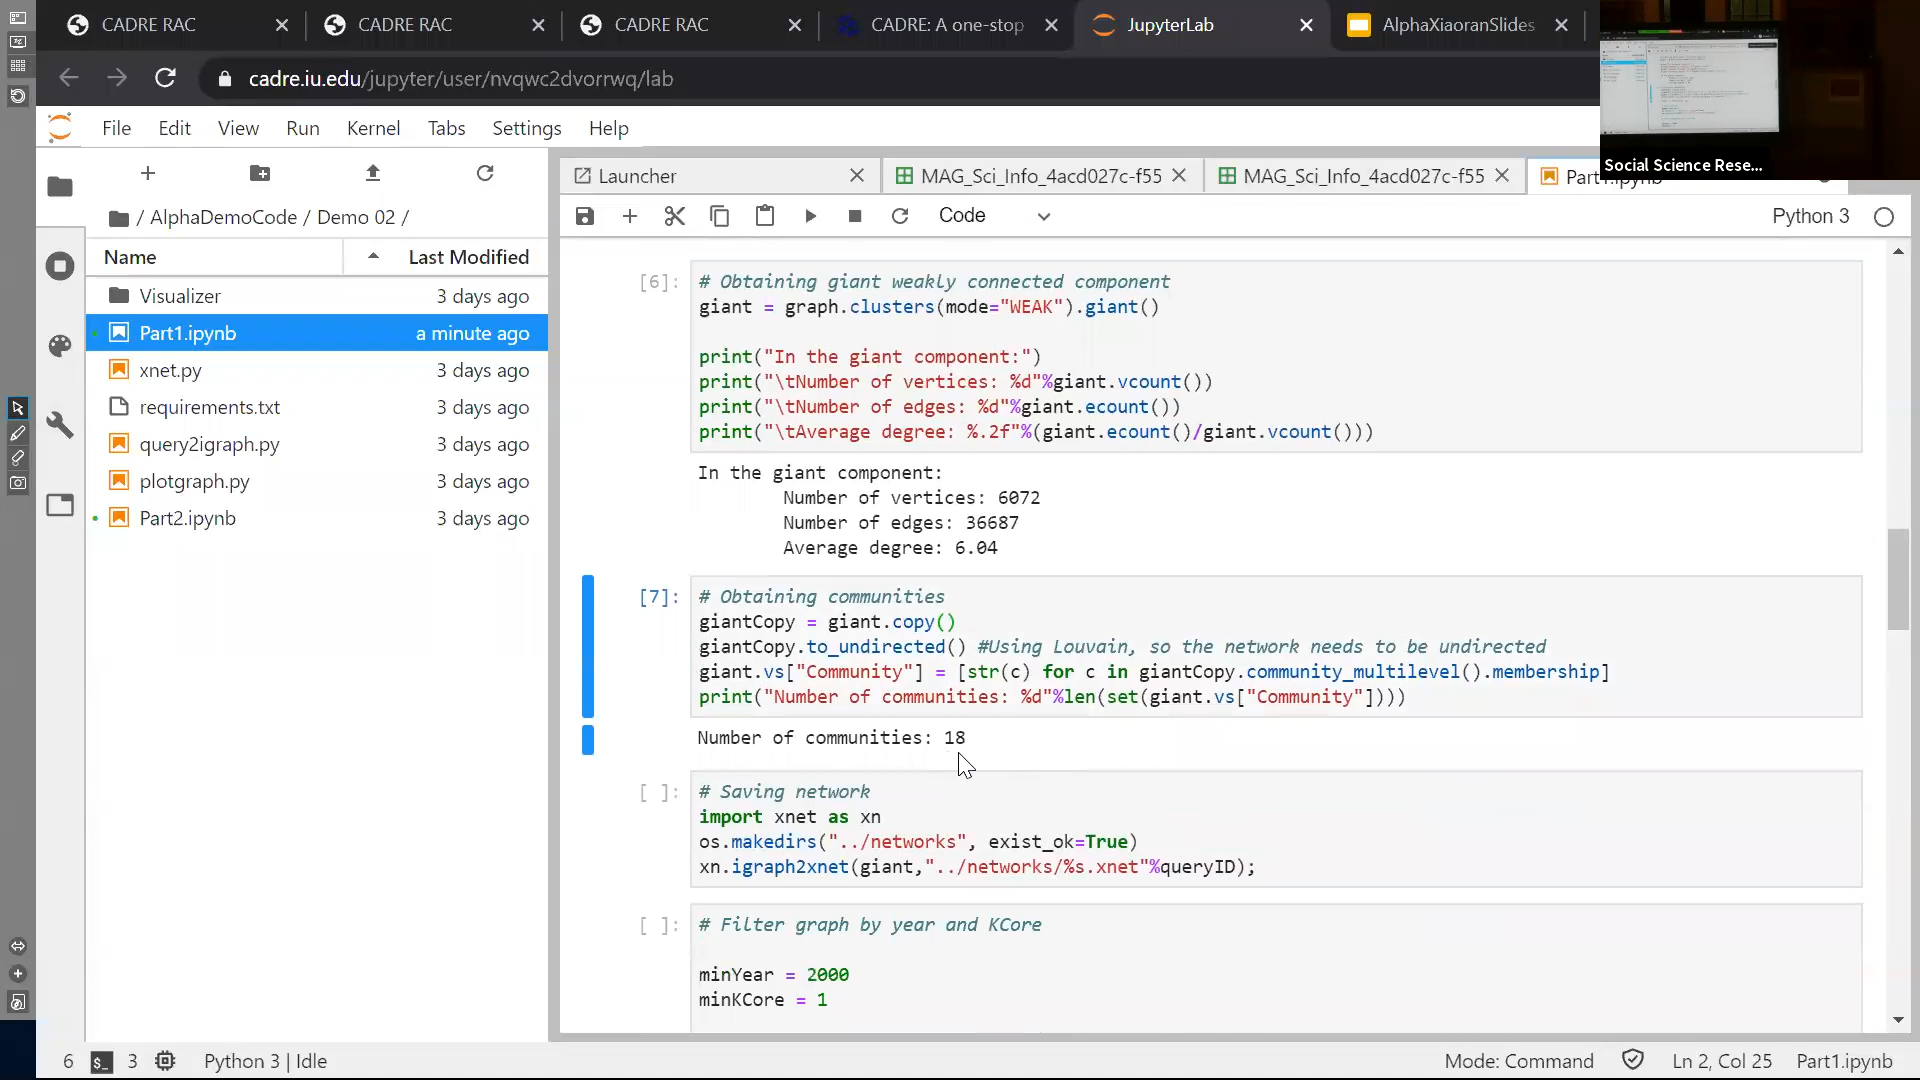 CADRE RAC
CADRE RAC
CADRE RAC
CADRE: A one-stop
JupyterLab
AlphaXiaoranSlides
cadre.iu.edu/jupyter/user/nvqwc2dvorrwq/lab
File Edit View Run Kernel Tabs Settings Help
Social Science Rese...
Launcher
MAG_Sci_Info_4acd027c-f55
MAG_Sci_Info_4acd027c-f55
Part1.ipynb
Code
Python 3
/ AlphaDemoCode / Demo 02 /
Name Last Modified
Visualizer 3 days ago
Part1.ipynb a minute ago
xnet.py 3 days ago
requirements.txt 3 days ago
query2igraph.py 3 days ago
plotgraph.py 3 days ago
Part2.ipynb 3 days ago
[6]: # Obtaining giant weakly connected component
giant = graph.clusters(mode="WEAK").giant()
print("In the giant component:")
print("\tNumber of vertices: %d"%giant.vcount())
print("\tNumber of edges: %d"%giant.ecount())
print("\tAverage degree: %.2f"%(giant.ecount()/giant.vcount()))
In the giant component:
Number of vertices: 6072
Number of edges: 36687
Average degree: 6.04
[7]: # Obtaining communities
giantCopy = giant.copy()
giantCopy.to_undirected() #Using Louvain, so the network needs to be undirected
giant.vs["Community"] = [str(c) for c in giantCopy.community_multilevel().membership]
print("Number of communities: %d"%len(set(giant.vs["Community"])))
Number of communities: 18
[ ]: # Saving network
import xnet as xn
os.makedirs("../networks", exist_ok=True)
xn.igraph2xnet(giant,"../networks/%s.xnet"%queryID);
[ ]: # Filter graph by year and KCore
minYear = 2000
minKCore = 1
6 $_ 3 Python 3 | Idle
Mode: Command Ln 2, Col 25 Part1.ipynb